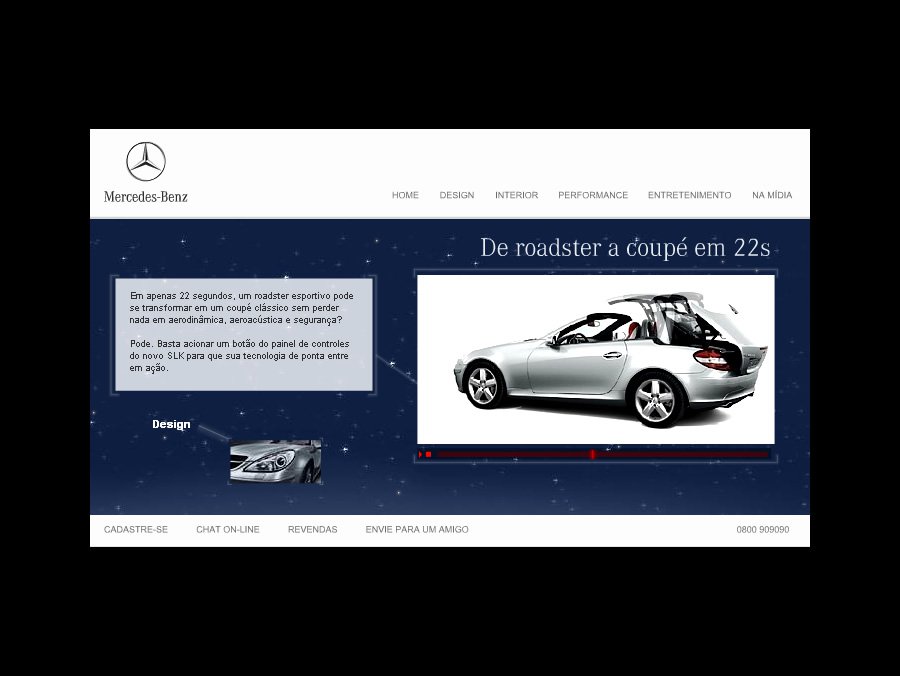 Mercedes-Benz
HOME DESIGN INTERIOR PERFORMANCE ENTRETENIMENTO NA MÍDIA
De roadster a coupé em 22s
Em apenas 22 segundos, um roadster esportivo pode
se transformar em um coupé clássico sem perder
nada em aerodinâmica, aeroacústica e segurança?
Pode. Basta acionar um botão do painel de controles
do novo SLK para que sua tecnologia de ponta entre
em ação.
Design
CADASTRE-SE CHAT ON-LINE REVENDAS ENVIE PARA UM AMIGO 0800 909090